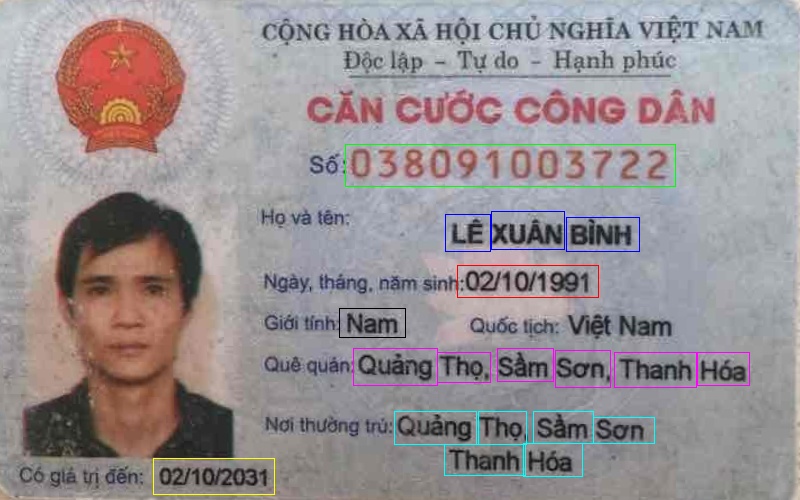 CỘNG HÒA XÃ HỘI CHỦ NGHĨA VIỆT NAM
Độc lập - Tự do - Hạnh phúc
CĂN CƯỚC CÔNG DÂN
Số: 038091003722
Họ và tên: LÊ XUÂN BÌNH
Ngày, tháng, năm sinh: 02/10/1991
Giới tính: Nam Quốc tịch: Việt Nam
Quê quán: Quảng Thọ, Sầm Sơn, Thanh Hóa
Nơi thường trú: Quảng Thọ, Sầm Sơn
Thanh Hóa
Có giá trị đến: 02/10/2031